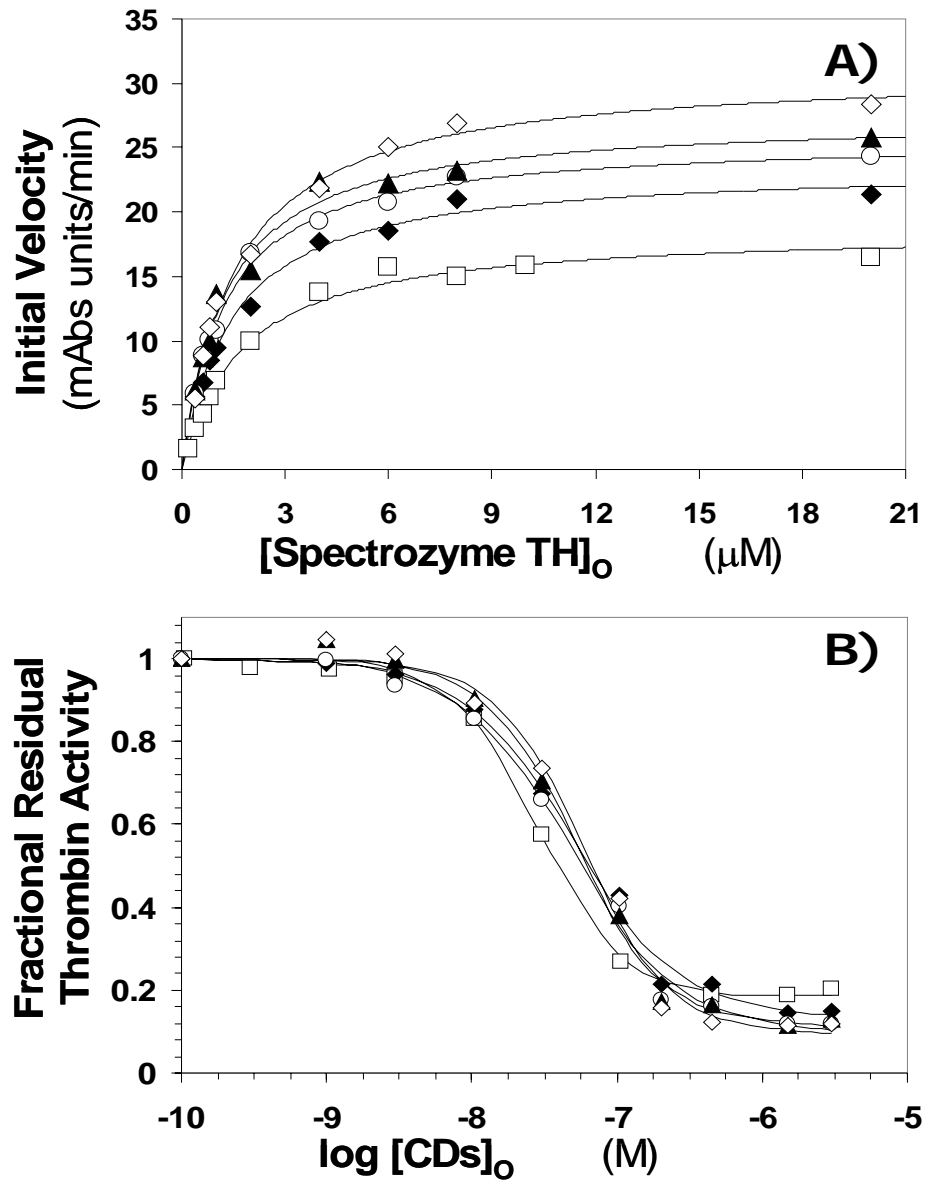 A)
Initial Velocity
(mAbs units/min)
35
30
25
20
15
10
5
0
0 3 6 9 12 15 18 21
[Spectrozyme TH]O (μM)
B)
Fractional Residual
Thrombin Activity
1
0.8
0.6
0.4
0.2
0
-10 -9 -8 -7 -6 -5
log [CDs]O (M)